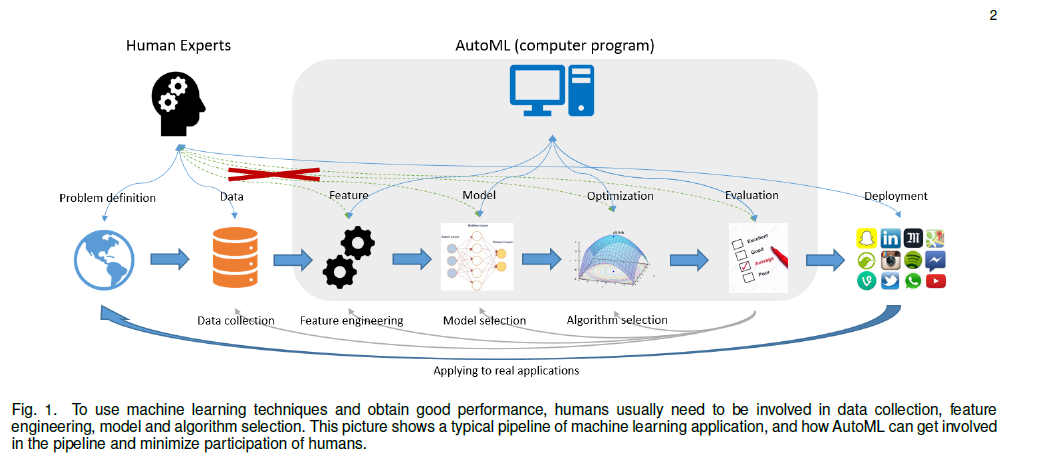 2
Human Experts
AutoML (computer program)
Problem definition
Data
Feature
Model
Optimization
Evaluation
Deployment
Input Layer
Hidden Layer
Output Layer
Excellent
Good
Average
Poor
Data collection
Feature engineering
Model selection
Algorithm selection
Applying to real applications
Fig. 1. To use machine learning techniques and obtain good performance, humans usually need to be involved in data collection, feature
engineering, model and algorithm selection. This picture shows a typical pipeline of machine learning application, and how AutoML can get involved
in the pipeline and minimize participation of humans.